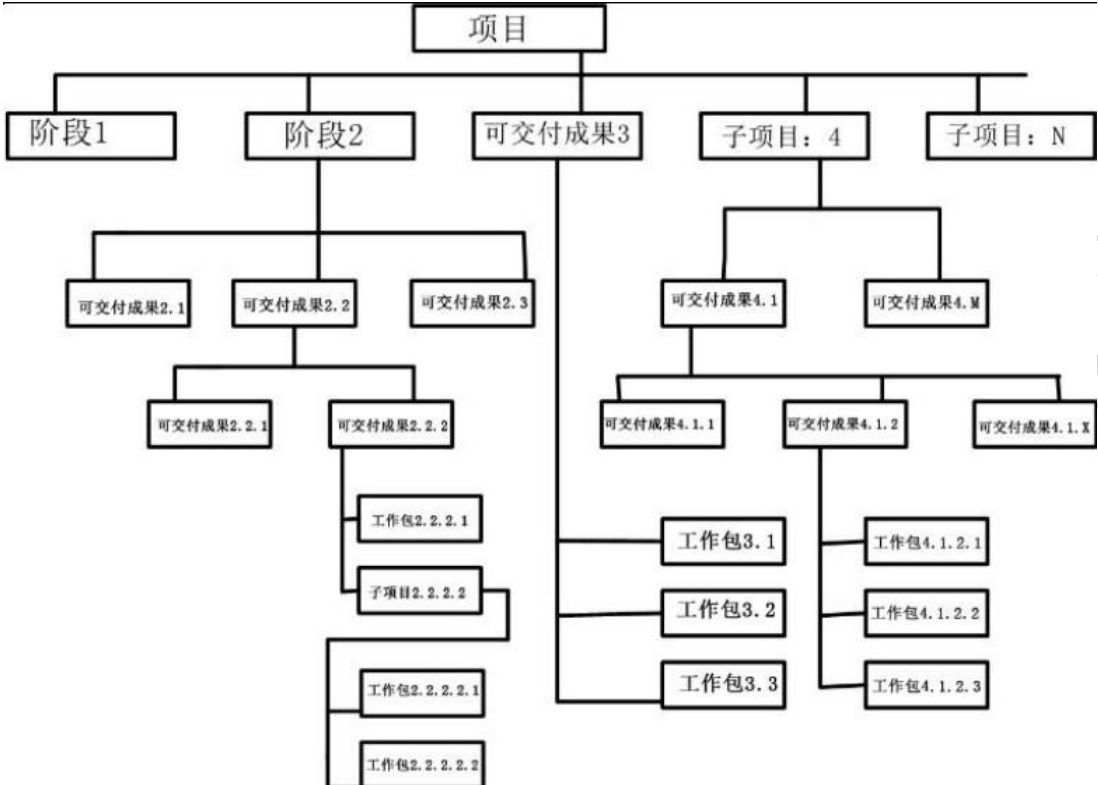 项目
阶段1
阶段2
可交付成果3
子项目: 4
子项目: N
可交付成果2.1
可交付成果2.2
可交付成果2.3
可交付成果4.1
可交付成果4.M
可交付成果2.2.1
可交付成果2.2.2
可交付成果4.1.1
可交付成果4.1.2
可交付成果4.1.X
工作包2.2.2.1
工作包3.1
工作包4.1.2.1
子项目2.2.2.2
工作包3.2
工作包4.1.2.2
工作包2.2.2.2.1
工作包3.3
工作包4.1.2.3
工作包2.2.2.2.2